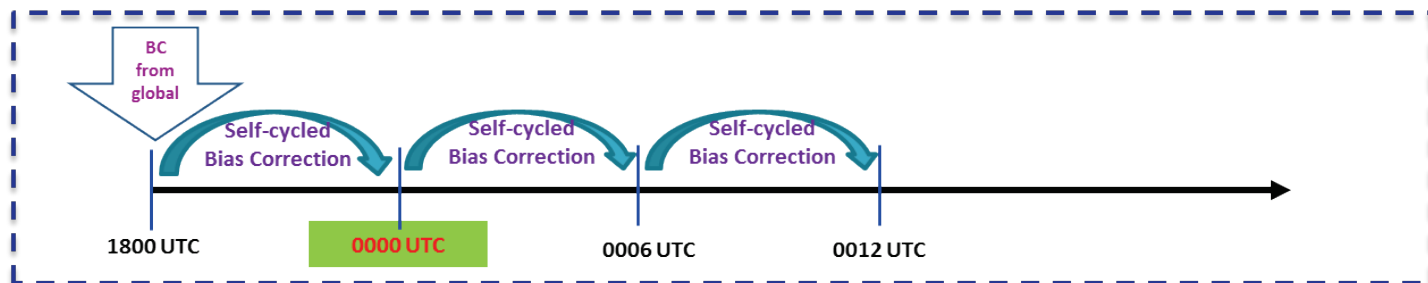 BC
from
global
Self-cycled
Bias Correction
Self-cycled
Bias Correction
Self-cycled
Bias Correction
1800 UTC
0000 UTC
0006 UTC
0012 UTC